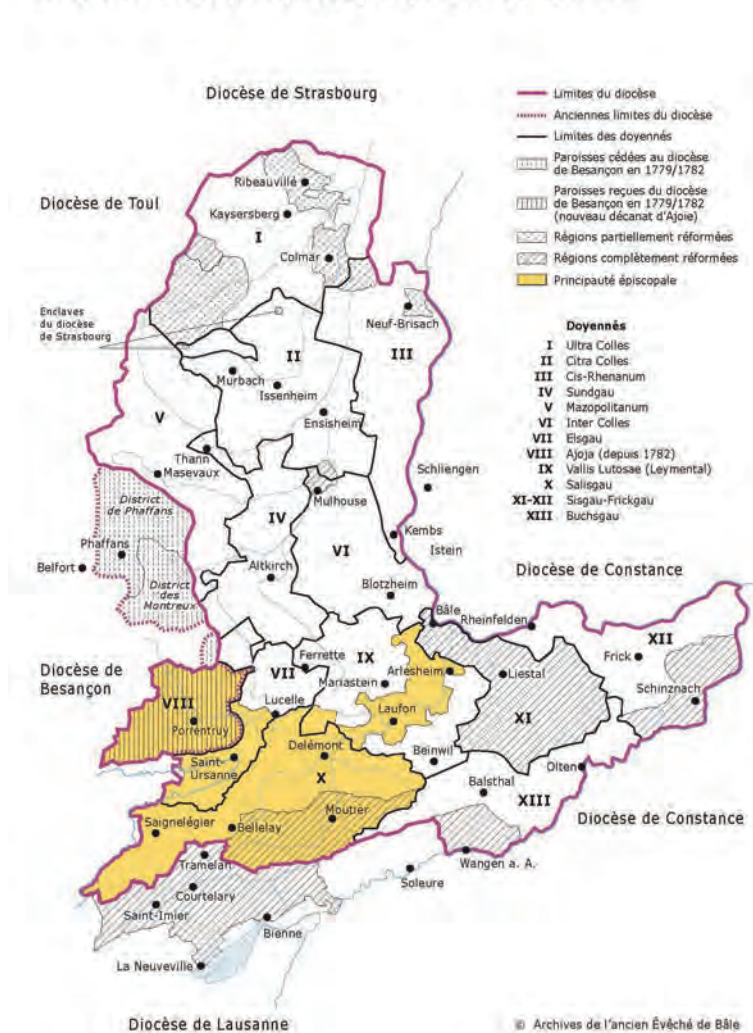 Diocèse de Strasbourg
Limites du diocèse
Anciennes limites du diocèse
Limites des doyennés
Paroisses cédées au diocèse
de Besançon en 1779/1782
Paroisses reçues du diocèse
de Besançon en 1779/1782
(nouveau décanat d'Ajoie)
Régions partiellement réformées
Régions complètement réformées
Principauté épiscopale
Ribeauvillé
Diocèse de Toul
Kaysersberg
I
Colmar
Enclaves
du diocèse
de Strasbourg
Neuf-Brisach
II
III
Murbach
Issenheim
Ensisheim
V
Thann
Masevaux
Doyennés
I Ultra Colles
II Citra Colles
III Cis-Rhenanum
IV Sundgau
V Mazopolitanum
VI Inter Colles
VII Elsgau
VIII Ajoja (depuis 1782)
IX Vallis Lutosae (Leymental)
X Salisgau
XI-XII Sisgau-Frickgau
XIII Buchsgau
Schliengen
Mulhouse
District
de Phaffans
IV
Phaffans
Kembs
Istein
VI
Belfort
Altkirch
District
des
Montreux
Blotzheim
Diocèse de Constance
Bâle
Rheinfelden
XII
Diocèse de
Besançon
Ferrette
IX
Frick
VII
Mariastein
Arlesheim
Liestal
Schinznach
VIII
Lucelle
Laufon
Porrentruy
XI
Saint-
Ursanne
Delémont
Beinwil
X
Olten
Balsthal
XIII
Saignelégier
Bellelay
Moutier
Diocèse de Constance
Tramelan
Wangen a. A.
Courtelary
Soleure
Saint-Imier
Bienne
La Neuveville
Diocèse de Lausanne
© Archives de l'ancien Évêché de Bâle